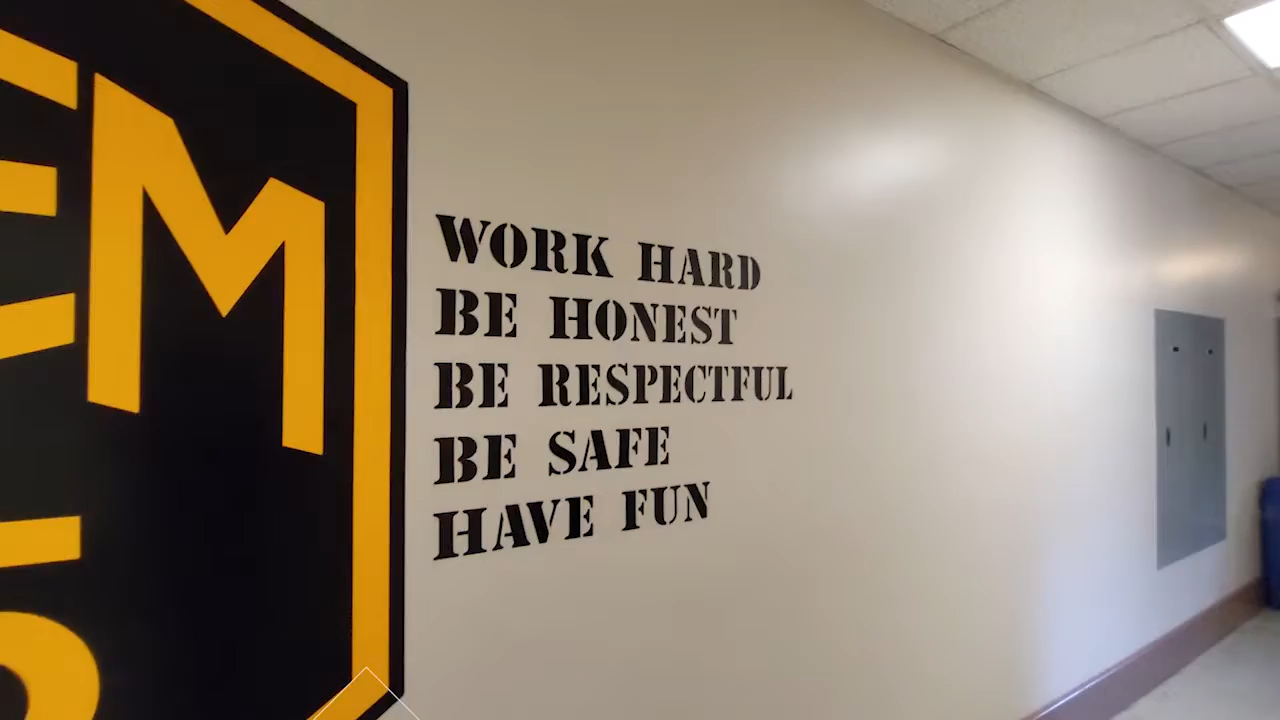 WORK HARD
BE HONEST
BE RESPECTFUL
BE SAFE
HAVE FUN